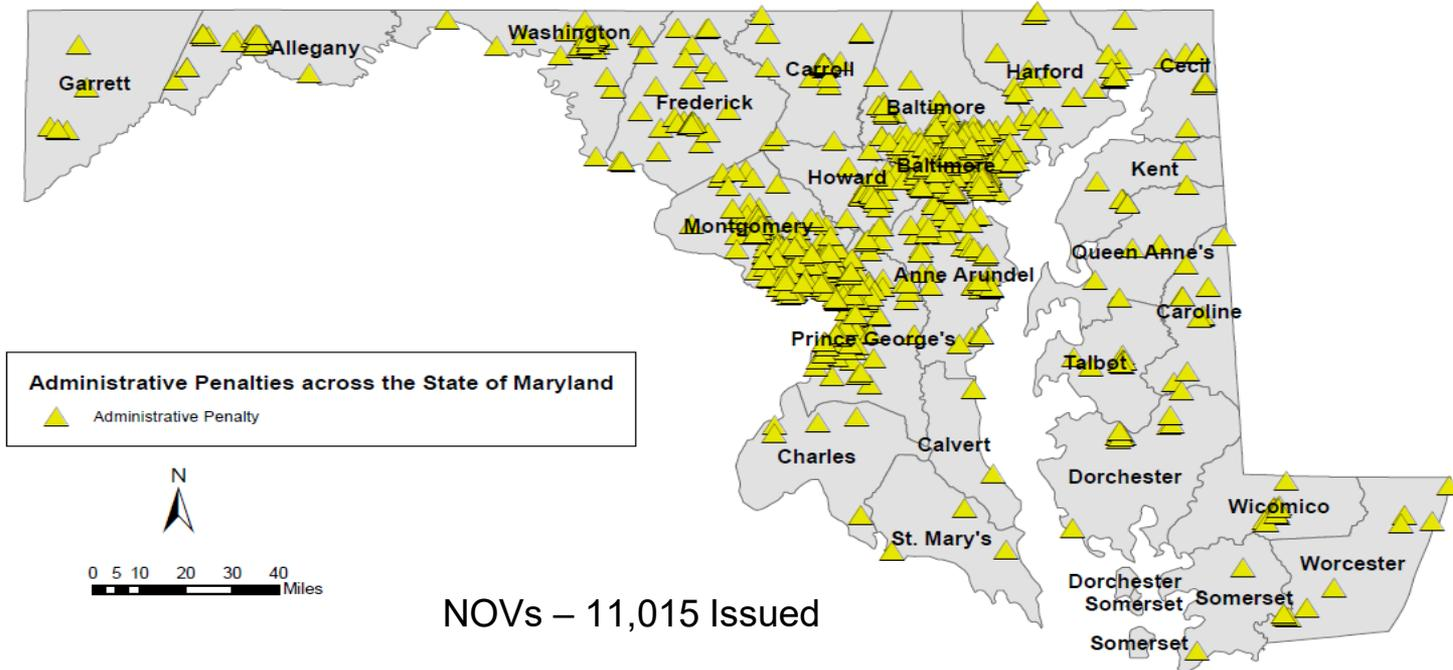 Washington
Allegany
Garrett
Carroll
Harford
Cecil
Frederick
Baltimore
Baltimore
Howard
Kent
Montgomery
Queen Anne's
Anne Arundel
Caroline
Prince George's
Talbot
Administrative Penalties across the State of Maryland
Administrative Penalty
Calvert
Charles
Dorchester
N
Wicomico
St. Mary's
Worcester
0 5 10 20 30 40
Miles
Dorchester
Somerset
Somerset
NOVs – 11,015 Issued
Somerset